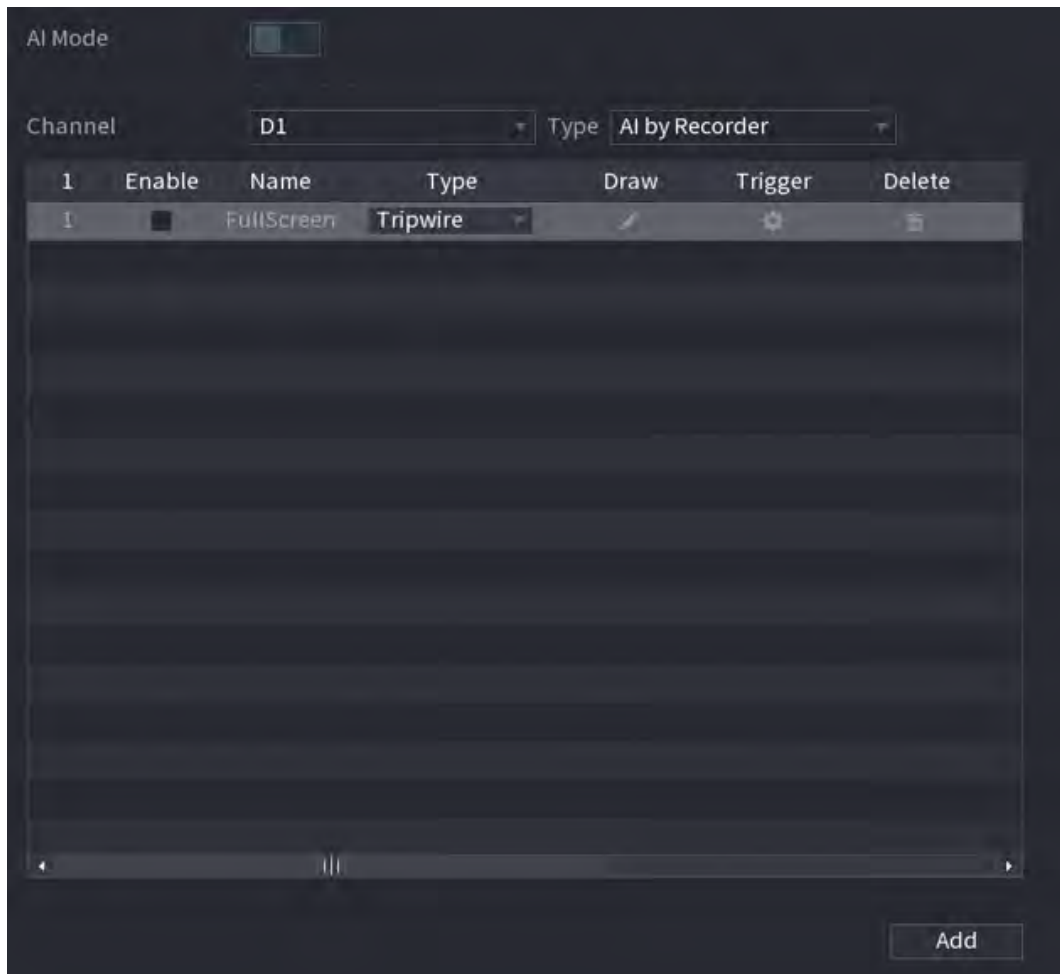 AI Mode
Channel D1 Type AI by Recorder
1 Enable Name Type Draw Trigger Delete
1 FullScreen Tripwire
Add